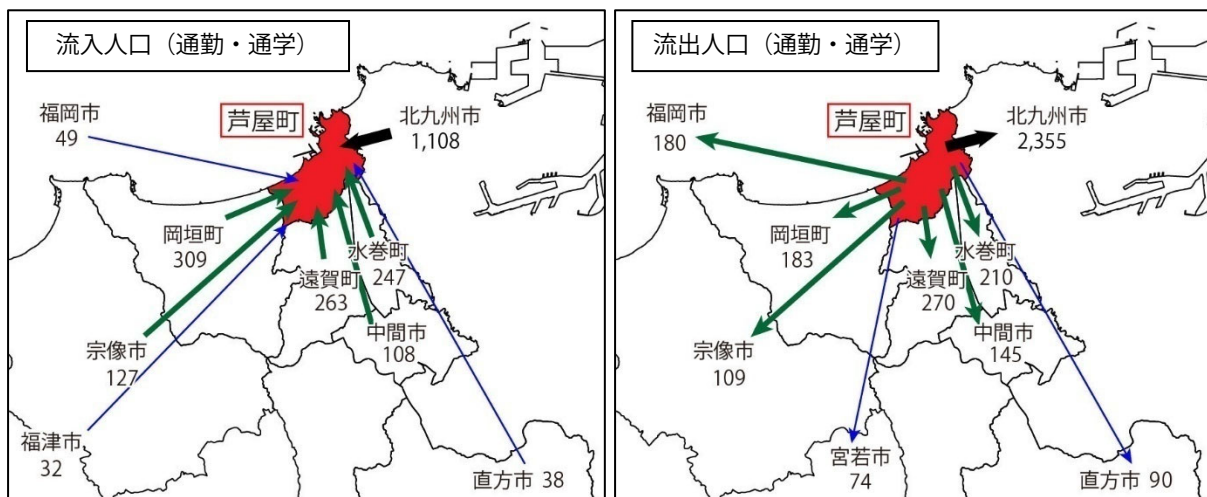 流入人口（通勤・通学）
福岡市
49
芦屋町
北九州市
1,108
岡垣町
309
水巻町
247
遠賀町
263
宗像市
127
中間市
108
福津市
32
直方市 38
流出人口（通勤・通学）
福岡市
180
芦屋町
北九州市
2,355
岡垣町
183
水巻町
210
遠賀町
270
宗像市
109
中間市
145
宮若市
74
直方市 90